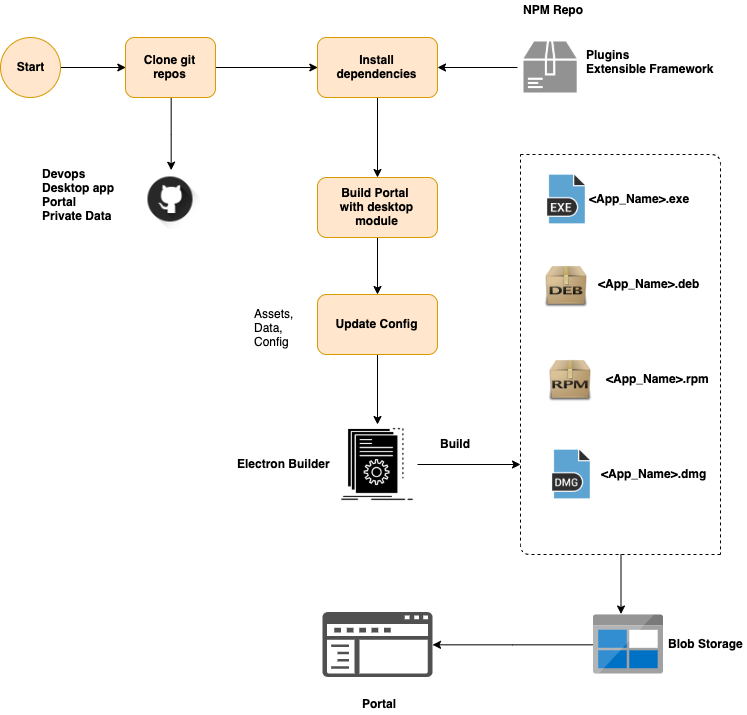 NPM Repo
Start
Clone git
repos
Install
dependencies
Plugins
Extensible Framework
Devops
Desktop app
Portal
Private Data
Build Portal
with desktop
module
EXE
<App_Name>.exe
DEB
<App_Name>.deb
Assets,
Data,
Config
Update Config
RPM
<App_Name>.rpm
Electron Builder
Build
DMG
<App_Name>.dmg
Blob Storage
Portal